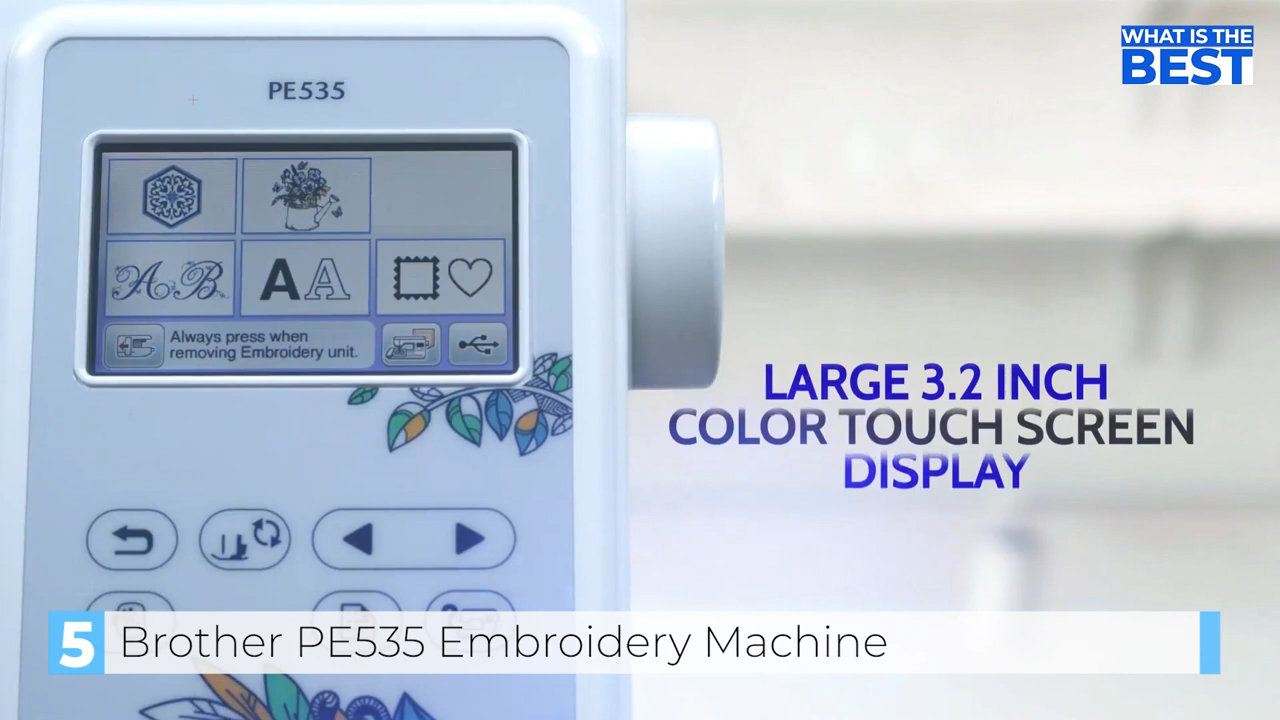 WHAT IS THE
BEST
PE535
A B
A A
Always press when
removing Embroidery unit.
LARGE 3.2 INCH
COLOR TOUCH SCREEN
DISPLAY
5 Brother PE535 Embroidery Machine